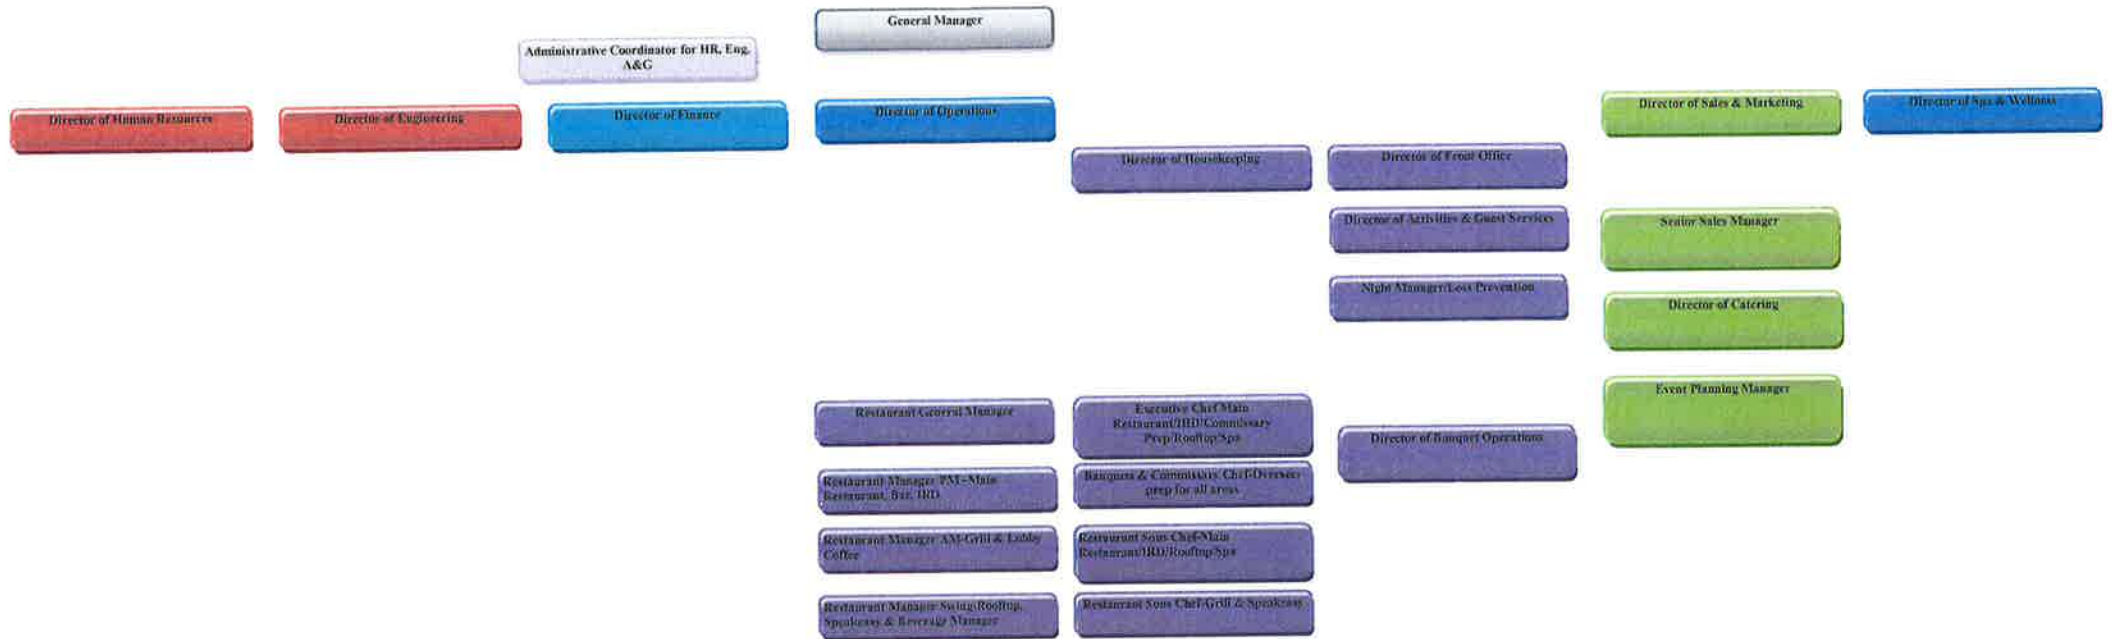 General Manager
Administrative Coordinator for HR, Eng.
A&G
Director of Human Resources
Director of Engineering
Director of Finance
Director of Operations
Director of Sales & Marketing
Director of Spa & Wellness
Director of Housekeeping
Director of Front Office
Director of Activities & Guest Services
Senior Sales Manager
Night Manager/Loss Prevention
Director of Catering
Event Planning Manager
Restaurant General Manager
Executive Chef Main
Restaurant/IRD/Commissary
Prep/Rooftop/Spa
Director of Banquet Operations
Restaurant Manager PM-Main
Restaurant, Bar, IRD
Banquets & Commissary Chef-Oversees
prep for all areas
Restaurant Manager AM-Grill & Lobby
Coffee
Restaurant Sous Chef-Main
Restaurant/IRD/Rooftop/Spa
Restaurant Manager Swing-Rooftop,
Speakeasy & Beverage Manager
Restaurant Sous Chef-Grill & Speakeasy